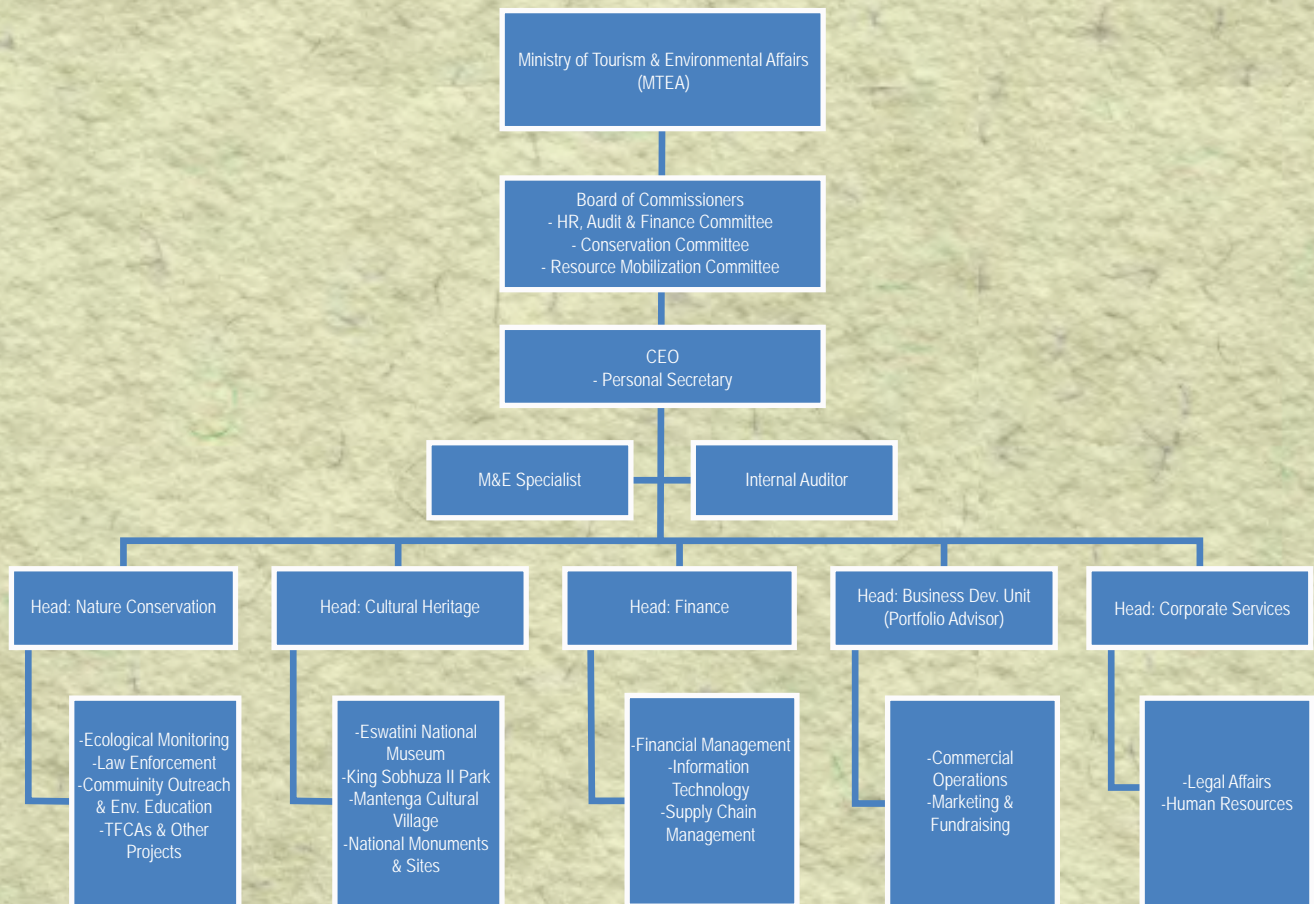 Ministry of Tourism & Environmental Affairs
(MTEA)
Board of Commissioners
- HR, Audit & Finance Committee
- Conservation Committee
- Resource Mobilization Committee
CEO
- Personal Secretary
M&E Specialist
Internal Auditor
Head: Nature Conservation
Head: Cultural Heritage
Head: Finance
Head: Business Dev. Unit
(Portfolio Advisor)
Head: Corporate Services
-Ecological Monitoring
-Law Enforcement
-Commuinity Outreach
& Env. Education
-TFCAs & Other
Projects
-Eswatini National
Museum
-King Sobhuza II Park
-Mantenga Cultural
Village
-National Monuments
& Sites
-Financial Management
-Information
Technology
-Supply Chain
Management
-Commercial
Operations
-Marketing &
Fundraising
-Legal Affairs
-Human Resources